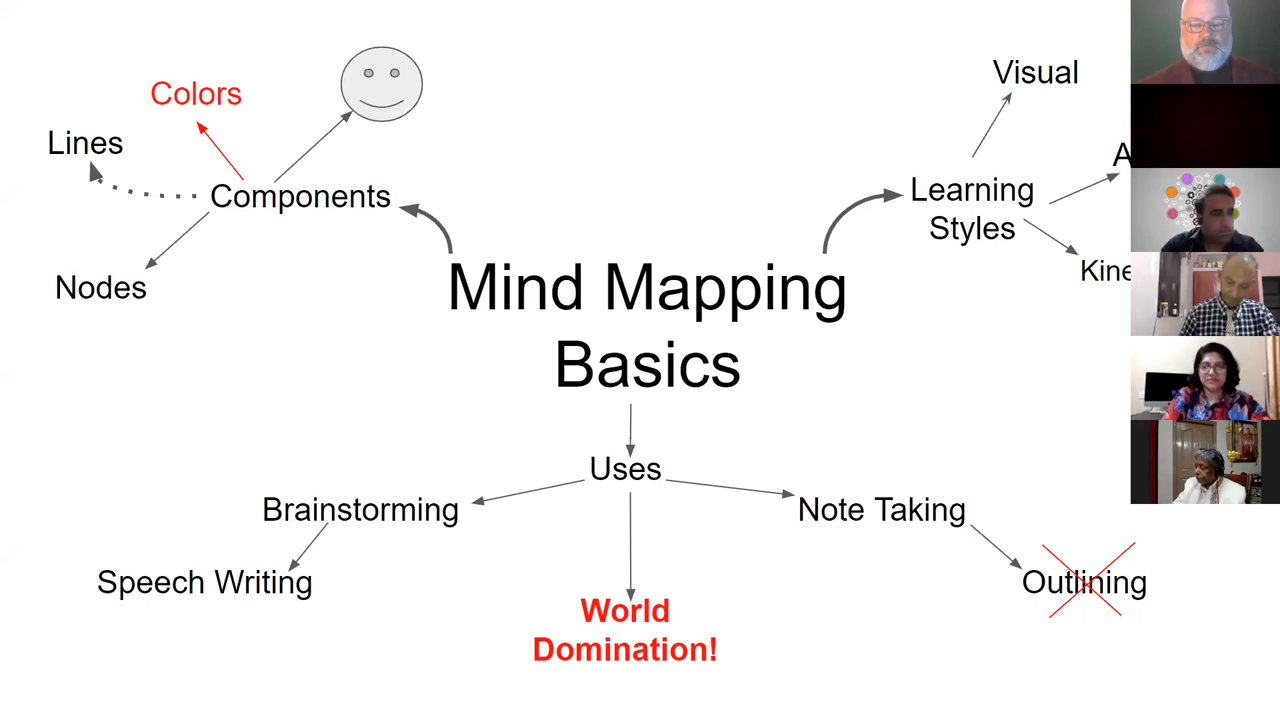 Colors
Lines
Components
Nodes
Visual
Learning
Styles
Mind Mapping
Basics
Uses
Brainstorming
Speech Writing
World
Domination!
Note Taking
Outlining